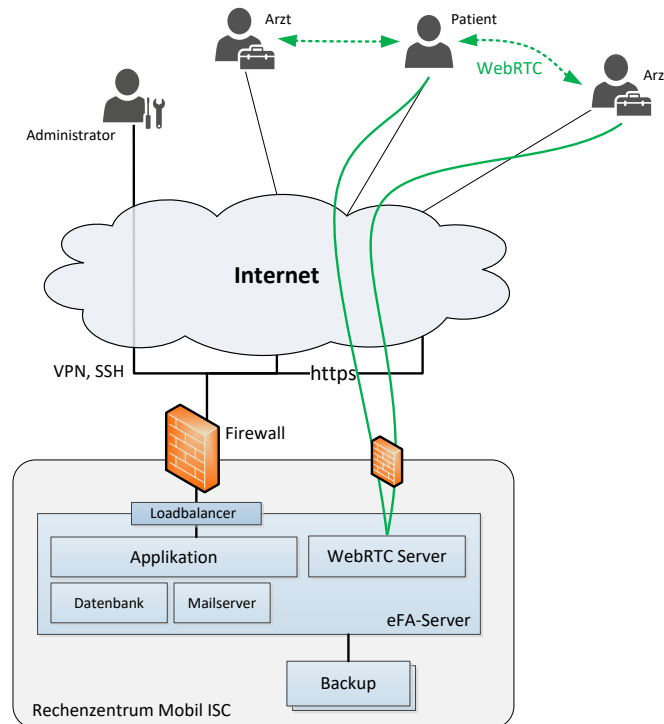 Arzt
Patient
WebRTC
Arz
Administrator
Internet
VPN, SSH
https
Firewall
Loadbalancer
Applikation
WebRTC Server
Datenbank
Mailserver
eFA-Server
Backup
Rechenzentrum Mobil ISC